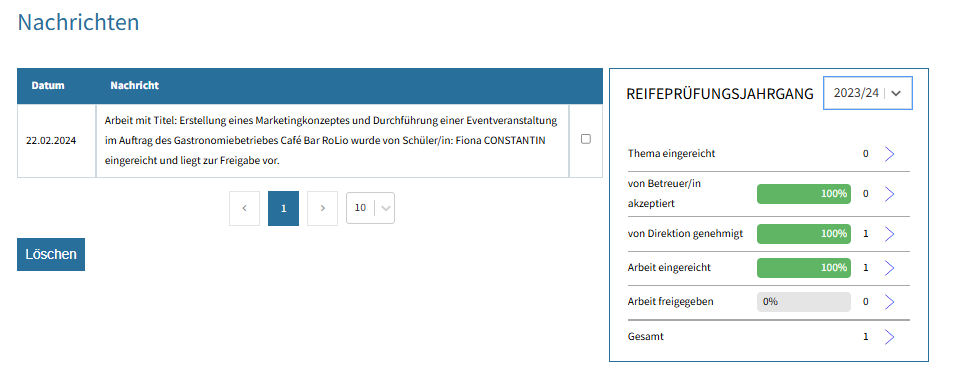 Nachrichten
Datum Nachricht
22.02.2024
Arbeit mit Titel: Erstellung eines Marketingkonzeptes und Durchführung einer Eventveranstaltung
im Auftrag des Gastronomiebetriebes Café Bar RoLio wurde von Schüler/in: Fiona CONSTANTIN
eingereicht und liegt zur Freigabe vor.
< 1 > 10
Löschen
REIFEPRÜFUNGSJAHRGANG 2023/24
Thema eingereicht 0
von Betreuer/in
akzeptiert 100% 0
von Direktion genehmigt 100% 1
Arbeit eingereicht 100% 1
Arbeit freigegeben 0% 0
Gesamt 1